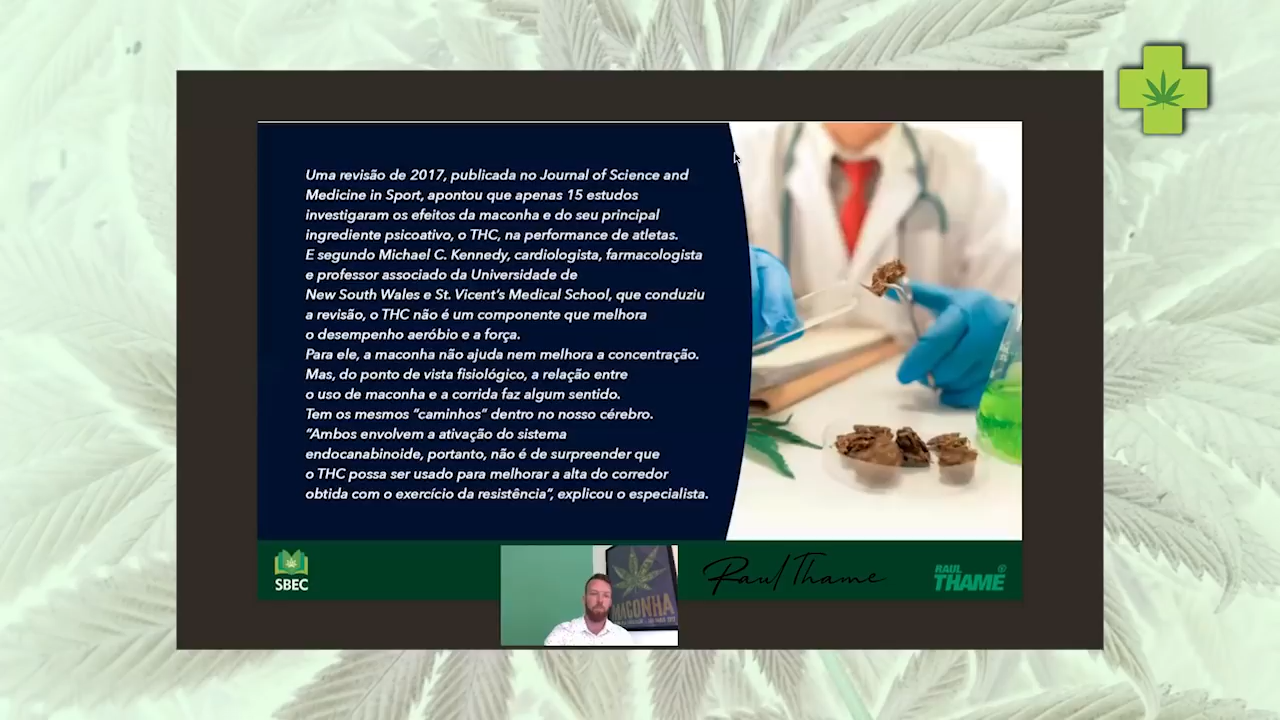 Uma revisão de 2017, publicada no Journal of Science and
Medicine in Sport, apontou que apenas 15 estudos
investigaram os efeitos da maconha e do seu principal
ingrediente psicoativo, o THC, na performance de atletas.
E segundo Michael C. Kennedy, cardiologista, farmacologista
e professor associado da Universidade de
New South Wales e St. Vicent's Medical School, que conduziu
a revisão, o THC não é um componente que melhora
o desempenho aeróbio e a força.
Para ele, a maconha não ajuda nem melhora a concentração.
Mas, do ponto de vista fisiológico, a relação entre
o uso de maconha e a corrida faz algum sentido.
Tem os mesmos "caminhos" dentro no nosso cérebro.
"Ambos envolvem a ativação do sistema
endocanabinoide, portanto, não é de surpreender que
o THC possa ser usado para melhorar a alta do corredor
obtida com o exercício da resistência", explicou o especialista.
SBEC
MACONHA
Raul Thame
RAUL
THAME